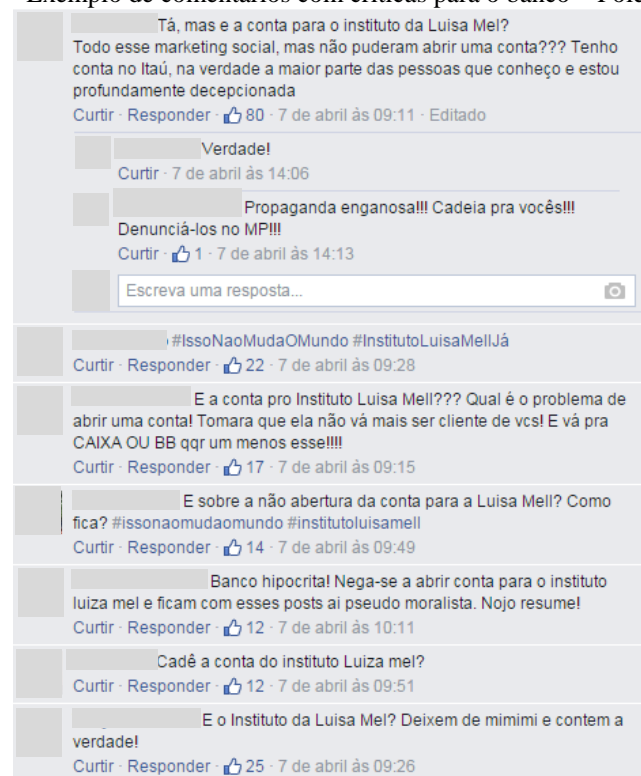 Exemplo de comentários com críticas para o banco
Tá, mas e a conta para o instituto da Luisa Mel?
Todo esse marketing social, mas não puderam abrir uma conta??? Tenho
conta no Itaú, na verdade a maior parte das pessoas que conheço e estou
profundamente decepcionada
Curtir · Responder · 80 · 7 de abril às 09:11 · Editado
Verdade!
Curtir · 7 de abril às 14:06
Propaganda enganosa!!! Cadeia pra vocês!!!
Denunciá-los no MP!!!
Curtir · 1 · 7 de abril às 14:13
Escreva uma resposta...
#IssoNaoMudaOMundo #InstitutoLuisaMellJá
Curtir · Responder · 22 · 7 de abril às 09:28
E a conta pro Instituto Luisa Mell??? Qual é o problema de
abrir uma conta! Tomara que ela não vá mais ser cliente de vcs! E vá pra
CAIXA OU BB qqr um menos esse!!!!
Curtir · Responder · 17 · 7 de abril às 09:15
E sobre a não abertura da conta para a Luisa Mell? Como
fica? #issonaomudaomundo #institutoluisamell
Curtir · Responder · 14 · 7 de abril às 09:49
Banco hipocrita! Nega-se a abrir conta para o instituto
luiza mel e ficam com esses posts ai pseudo moralista. Nojo resume!
Curtir · Responder · 12 · 7 de abril às 10:11
Cadê a conta do instituto Luiza mel?
Curtir · Responder · 12 · 7 de abril às 09:51
E o Instituto da Luisa Mel? Deixem de mimimi e contem a
verdade!
Curtir · Responder · 25 · 7 de abril às 09:26